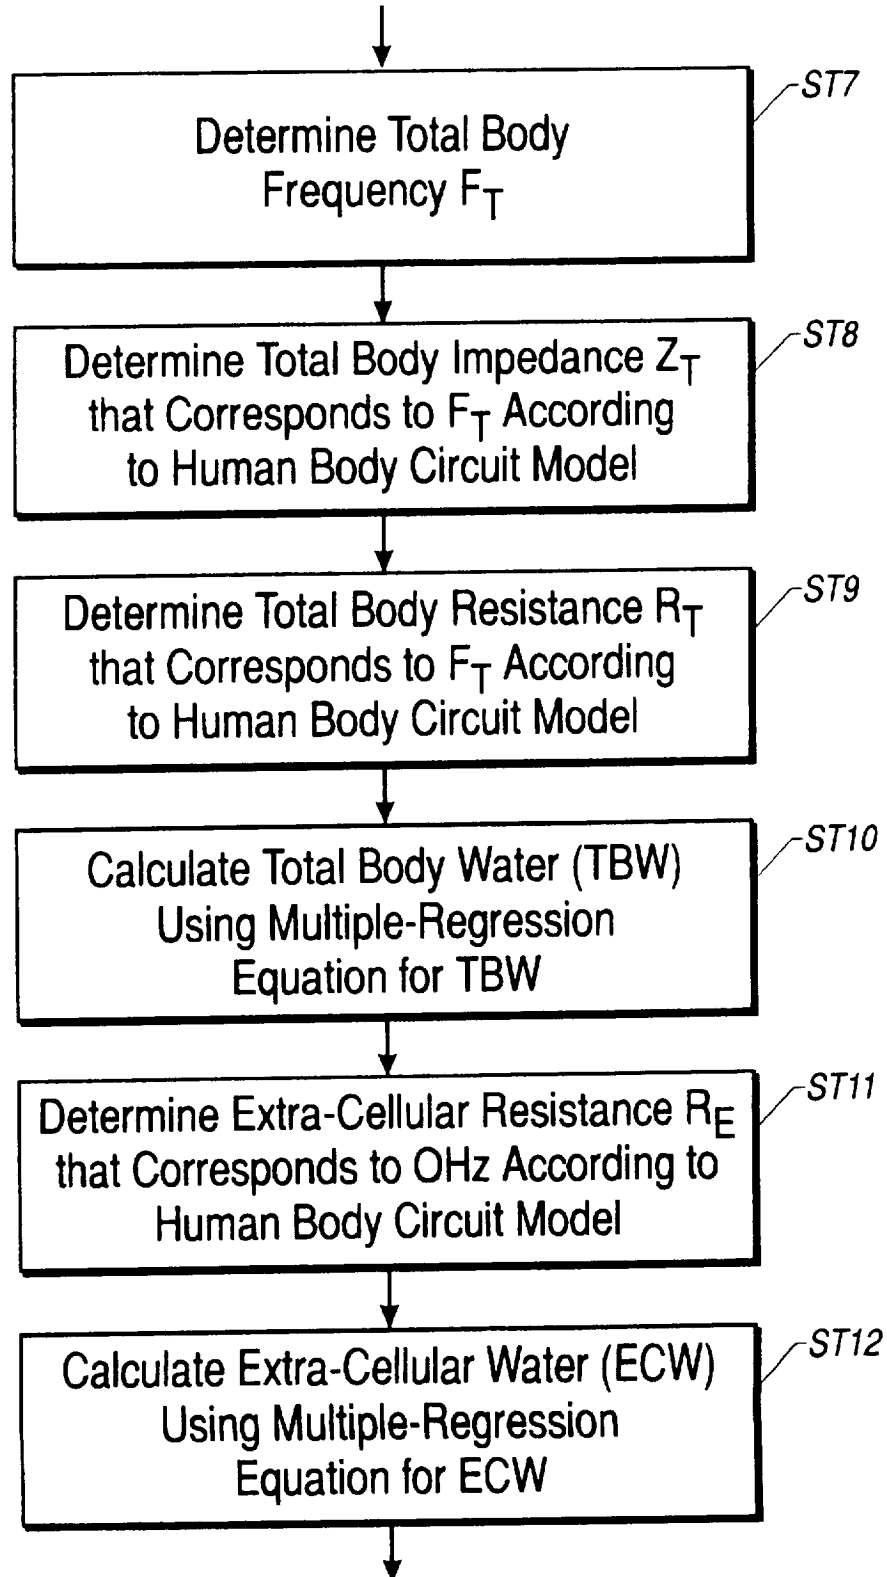 ST7
Determine Total Body
Frequency F_T
ST8
Determine Total Body Impedance Z_T
that Corresponds to F_T According
to Human Body Circuit Model
ST9
Determine Total Body Resistance R_T
that Corresponds to F_T According
to Human Body Circuit Model
ST10
Calculate Total Body Water (TBW)
Using Multiple-Regression
Equation for TBW
ST11
Determine Extra-Cellular Resistance R_E
that Corresponds to OHz According to
Human Body Circuit Model
ST12
Calculate Extra-Cellular Water (ECW)
Using Multiple-Regression
Equation for ECW